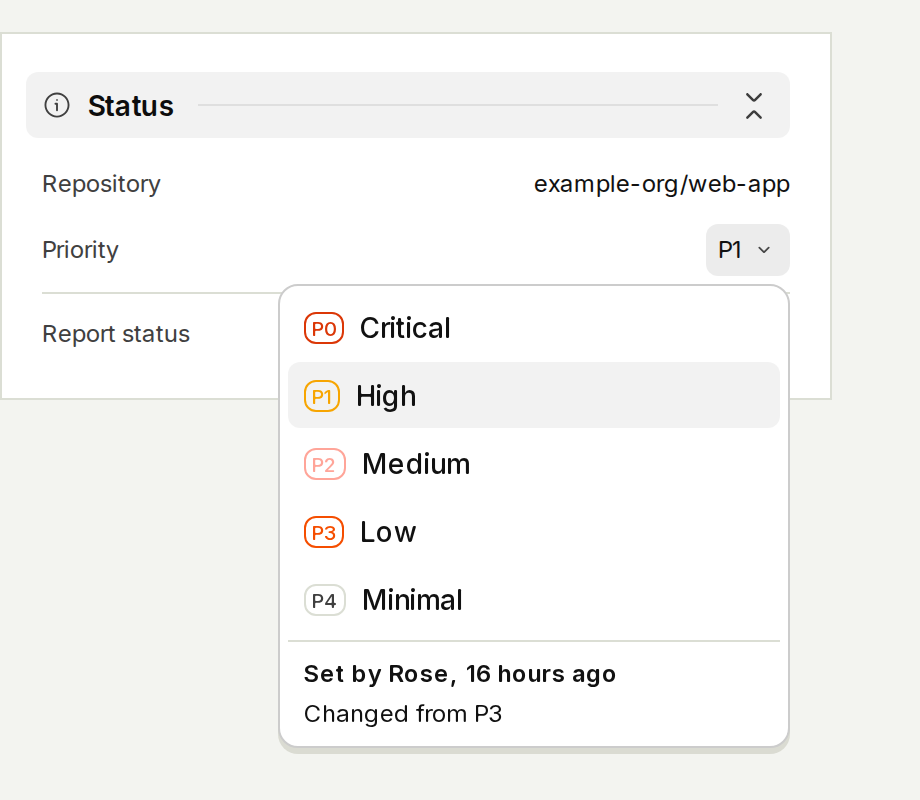 Status
Repository
example-org/web-app
Priority
P1
Report status
P0 Critical
P1 High
P2 Medium
P3 Low
P4 Minimal
Set by Rose, 16 hours ago
Changed from P3